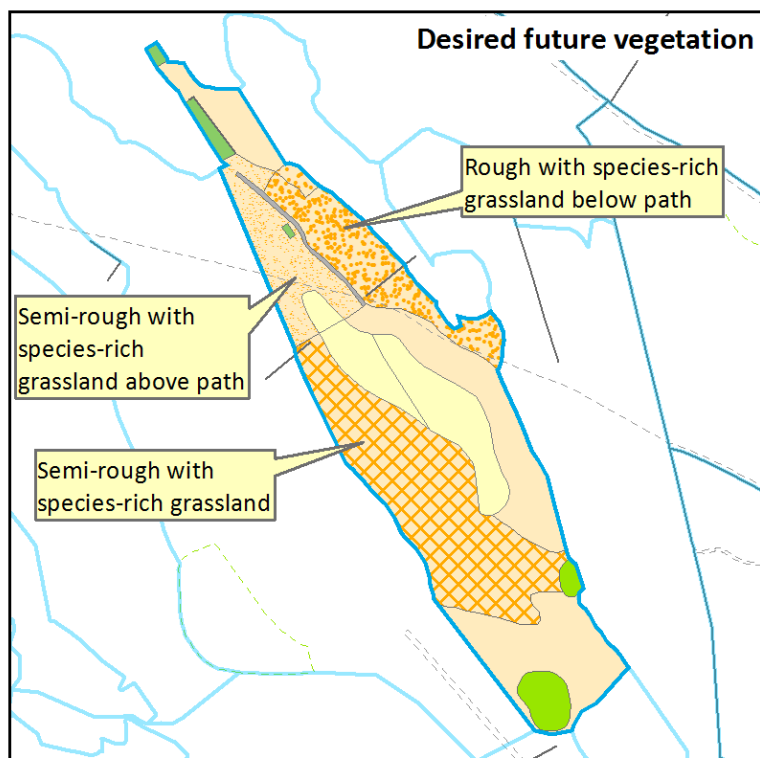 Desired future vegetation
Rough with species-rich
grassland below path
Semi-rough with
species-rich
grassland above path
Semi-rough with
species-rich grassland